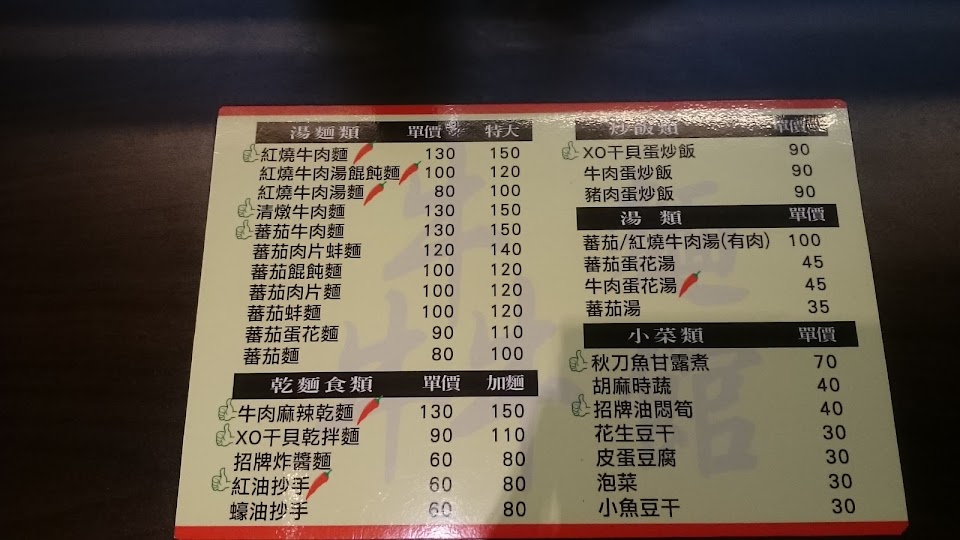 湯麵類 單價 特大
紅燒牛肉麵 130 150
紅燒牛肉湯餛飩麵 100 120
紅燒牛肉湯麵 80 100
清燉牛肉麵 130 150
蕃茄牛肉麵 130 150
蕃茄肉片蚌麵 120 140
蕃茄餛飩麵 100 120
蕃茄肉片麵 100 120
蕃茄蚌麵 100 120
蕃茄蛋花麵 90 110
蕃茄麵 80 100
乾麵食類 單價 加麵
牛肉麻辣乾麵 130 150
XO干貝乾拌麵 90 110
招牌炸醬麵 60 80
紅油抄手 60 80
蠔油抄手 60 80
炒飯類 單價
XO干貝蛋炒飯 90
牛肉蛋炒飯 90
豬肉蛋炒飯 90
湯類 單價
蕃茄/紅燒牛肉湯(有肉) 100
蕃茄蛋花湯 45
牛肉蛋花湯 45
蕃茄湯 35
小菜類 單價
秋刀魚甘露煮 70
胡麻時蔬 40
招牌油悶筍 40
花生豆干 30
皮蛋豆腐 30
泡菜 30
小魚豆干 30